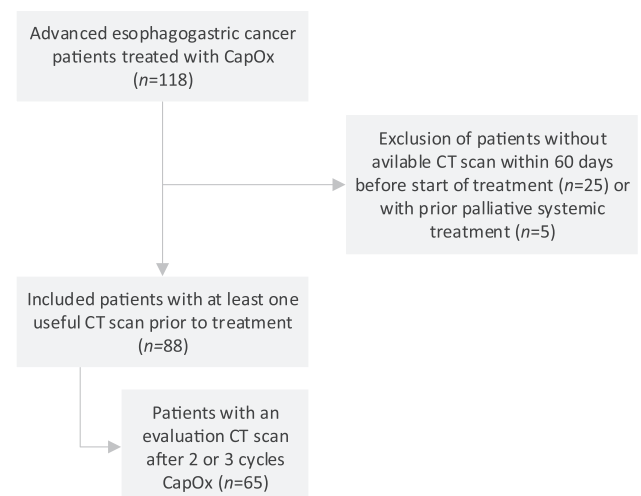 Advanced esophagogastric cancer
patients treated with CapOx
(n=118)
Exclusion of patients without
avilable CT scan within 60 days
before start of treatment (n=25) or
with prior palliative systemic
treatment (n=5)
Included patients with at least one
useful CT scan prior to treatment
(n=88)
Patients with an
evaluation CT scan
after 2 or 3 cycles
CapOx (n=65)